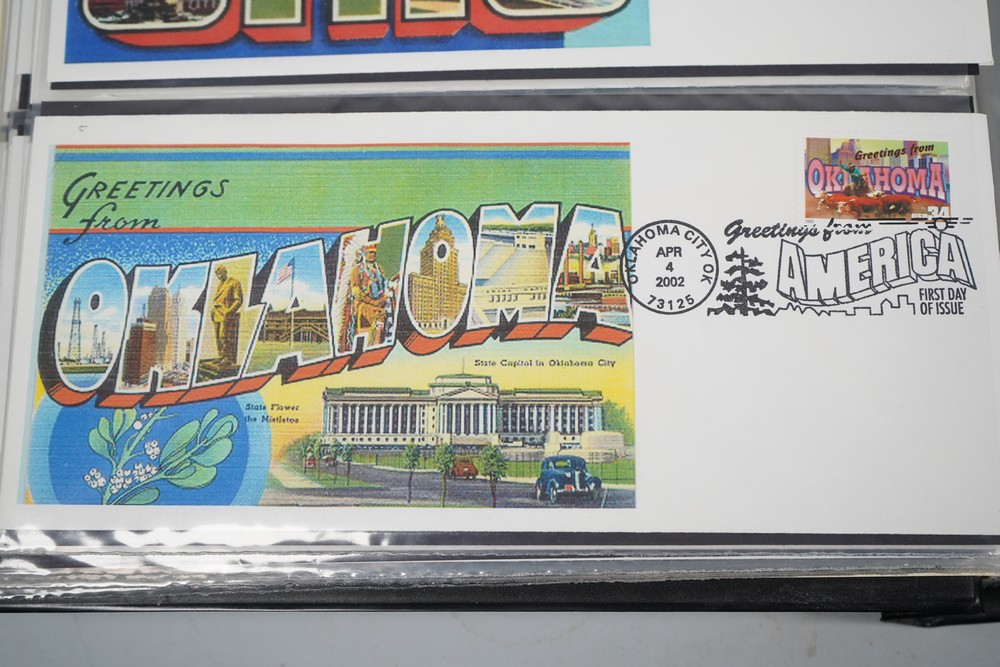 GREETINGS
from
OKLAHOMA
State Capitol in Oklahoma City
State Flower
the Mistletoe
Greetings from
OKLAHOMA
34
OKLAHOMA CITY OK
APR
4
2002
73125
Greetings from
AMERICA
FIRST DAY
OF ISSUE